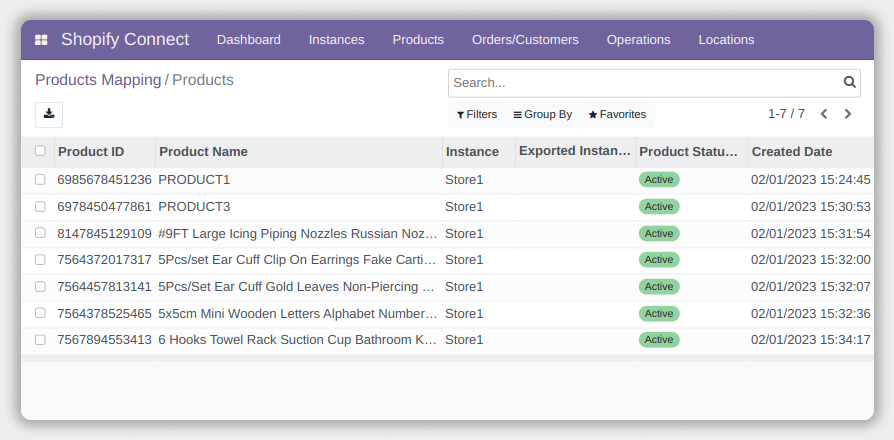 Shopify Connect Dashboard Instances Products Orders/Customers Operations Locations
Products Mapping / Products
Search...
Filters Group By Favorites 1-7 / 7
Product ID Product Name Instance Exported Instan... Product Statu... Created Date
6985678451236 PRODUCT1 Store1 Active 02/01/2023 15:24:45
6978450477861 PRODUCT3 Store1 Active 02/01/2023 15:30:53
8147845129109 #9FT Large Icing Piping Nozzles Russian Noz... Store1 Active 02/01/2023 15:31:54
7564372017317 5Pcs/set Ear Cuff Clip On Earrings Fake Carti... Store1 Active 02/01/2023 15:32:00
7564457813141 5Pcs/Set Ear Cuff Gold Leaves Non-Piercing ... Store1 Active 02/01/2023 15:32:07
7564378525465 5x5cm Mini Wooden Letters Alphabet Number... Store1 Active 02/01/2023 15:32:36
7567894553413 6 Hooks Towel Rack Suction Cup Bathroom K... Store1 Active 02/01/2023 15:34:17